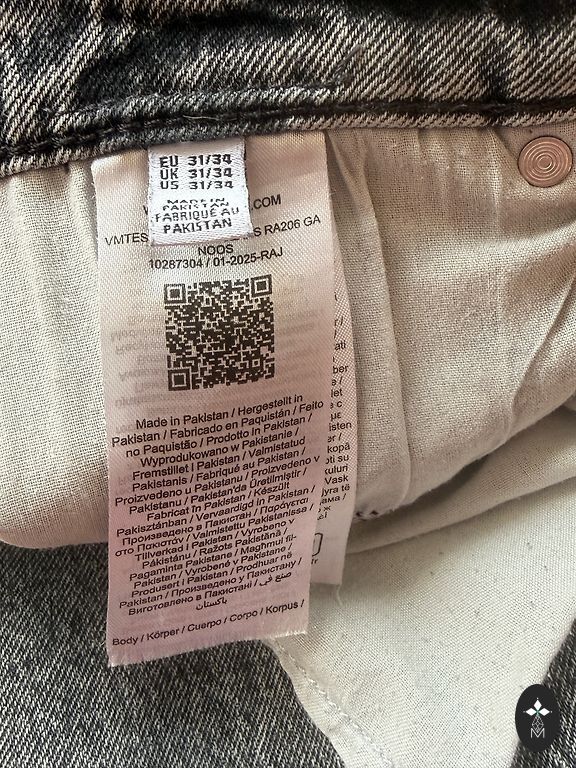 EU 31/34
UK 31/34
US 31/34
MADE IN
PAKISTAN
FABRIQUÉ AU
PAKISTAN
.COM
VMTES S RA206 GA
NOOS
10287304 / 01-2025-RAJ
Made in Pakistan / Hergestellt in
Pakistan / Fabricado en Paquistán / Feito
no Paquistão / Prodotto in Pakistan /
Wyprodukowano w Pakistanie /
Fremstillet i Pakistan / Valmistatud
Pakistanis / Fabriqué au Pakistan /
Proizvedeno u Pakistanu / Proizvedeno v
Pakistanu / Pakistan'de Üretilmiştir /
Fabricat în Pakistan / Készült
Pakisztánban / Vervaardigd in Pakistan /
Произведено в Пакистан / Παράγεται
στο Πακιστάν / Valmistettu Pakistanissa /
Tillverkad i Pakistan / Vyrobeno v
Pákistánu / Ražots Pakistānā /
Pagaminta Pakistane / Magħmul fil-
Pakistan / Vyrobené v Pakistane /
Produsert i Pakistan / Prodhuar në
Pakistan / Произведено у Пакистану /
Виготовлено в Пакистані / صنع في
باكستان
Body / Körper / Cuerpo / Corpo / Korpus /
M